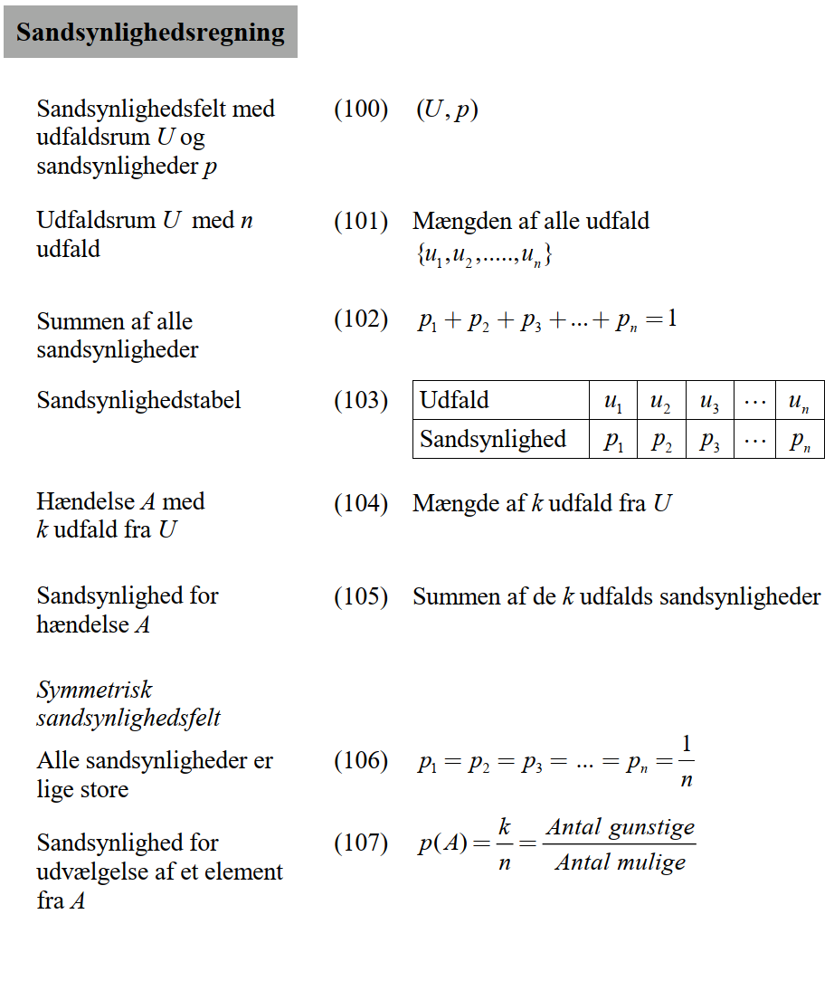 Sandsynlighedsregning
Sandsynlighedsfelt med (100) (U, p)
udfaldsrum U og
sandsynligheder p
Udfaldsrum U med n (101) Mængden af alle udfald
udfald {u₁,u₂,.....,uₙ}
Summen af alle (102) p₁ + p₂ + p₃ + ... + pₙ = 1
sandsynligheder
Sandsynlighedstabel (103) Udfald u₁ u₂ u₃ ⋯ uₙ
Sandsynlighed p₁ p₂ p₃ ⋯ pₙ
Hændelse A med (104) Mængde af k udfald fra U
k udfald fra U
Sandsynlighed for (105) Summen af de k udfalds sandsynligheder
hændelse A
Symmetrisk
sandsynlighedsfelt
Alle sandsynligheder er (106) p₁ = p₂ = p₃ = ... = pₙ = 1/n
lige store
Sandsynlighed for (107) p(A) = k/n = Antal gunstige/Antal mulige
udvælgelse af et element
fra A